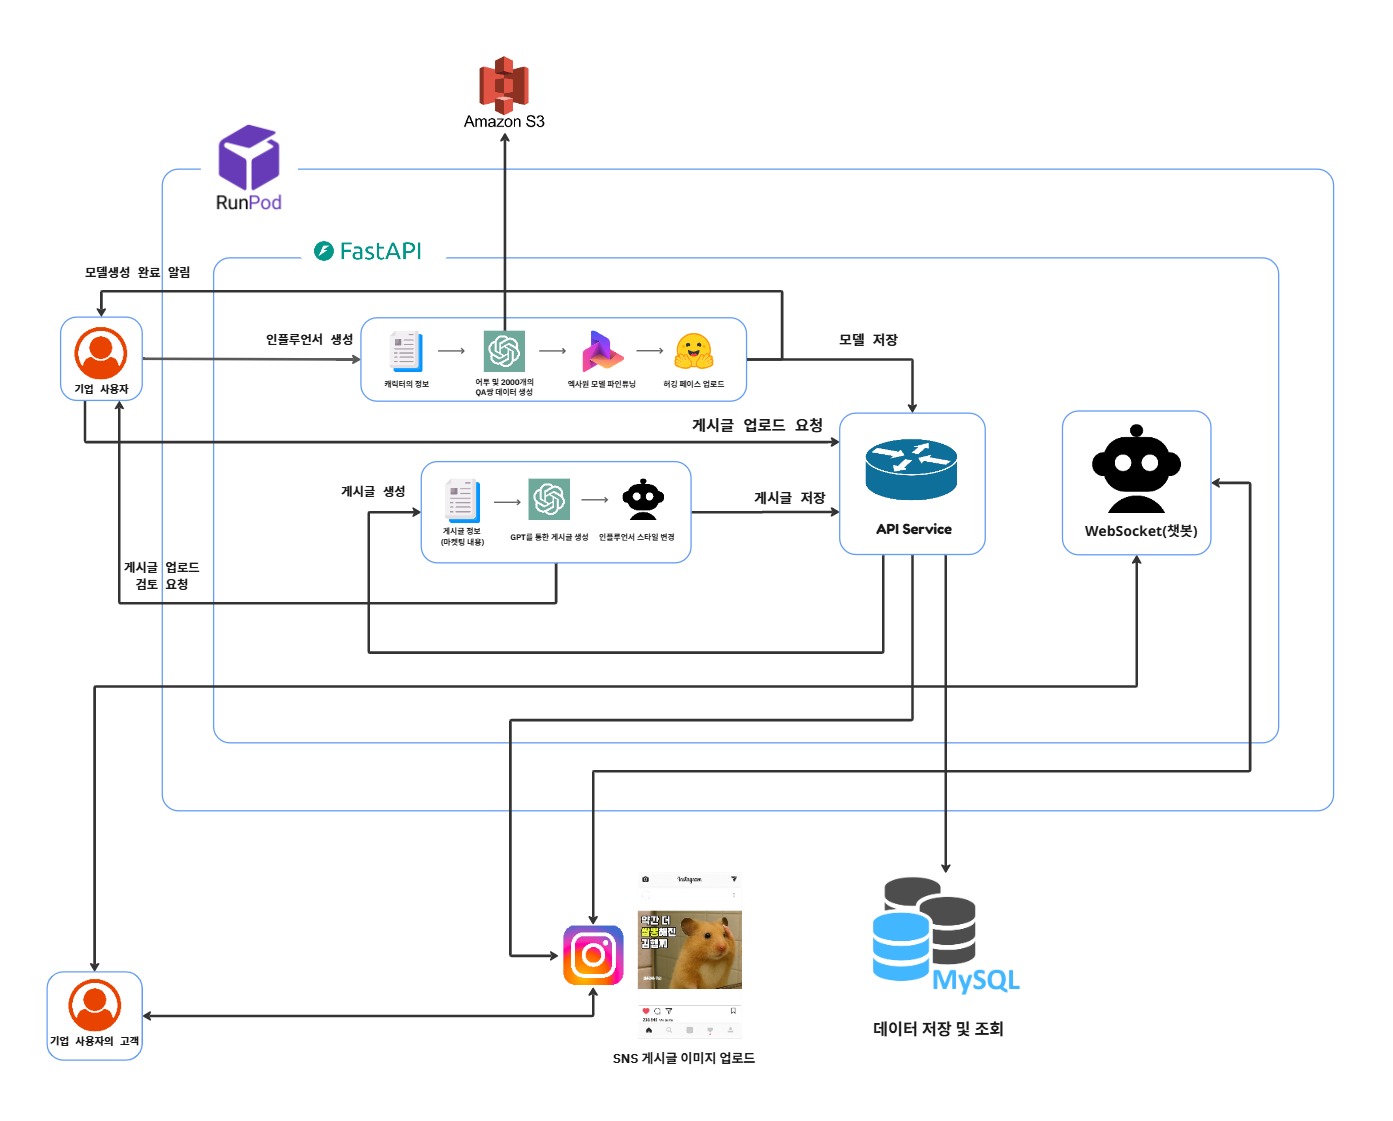 Amazon S3
RunPod
FastAPI
모델생성 완료 알림
인플루언서 생성
기업 사용자
캐릭터의 정보
어투 및 2000개의
QA쌍 데이터 생성
엑사원 모델 파인튜닝
허깅 페이스 업로드
모델 저장
게시글 업로드 요청
게시글 생성
게시글 정보
(마케팅 내용)
GPT를 통한 게시글 생성
인플루언서 스타일 변경
게시글 저장
API Service
WebSocket(챗봇)
게시글 업로드
검토 요청
기업 사용자의 고객
Instagram
약간 더
쌀뽕해진
김햄찌
SNS 게시글 이미지 업로드
MySQL
데이터 저장 및 조회